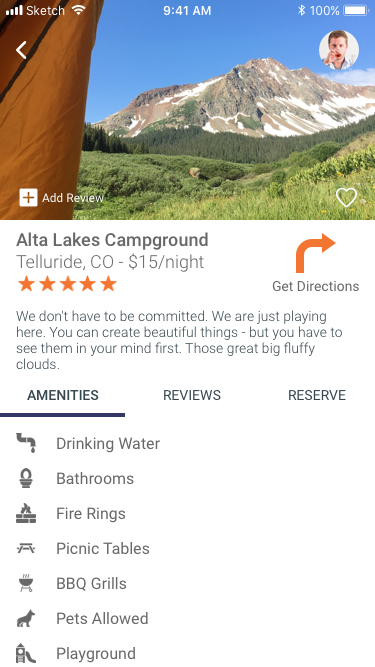 Sketch 9:41 AM 100%
Add Review
Alta Lakes Campground
Telluride, CO - $15/night
Get Directions
We don't have to be committed. We are just playing
here. You can create beautiful things - but you have to
see them in your mind first. Those great big fluffy
clouds.
AMENITIES REVIEWS RESERVE
Drinking Water
Bathrooms
Fire Rings
Picnic Tables
BBQ Grills
Pets Allowed
Playground